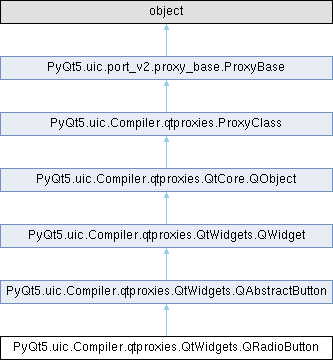 object
PyQt5.uic.port_v2.proxy_base.ProxyBase
PyQt5.uic.Compiler.qtproxies.ProxyClass
PyQt5.uic.Compiler.qtproxies.QtCore.QObject
PyQt5.uic.Compiler.qtproxies.QtWidgets.QWidget
PyQt5.uic.Compiler.qtproxies.QtWidgets.QAbstractButton
PyQt5.uic.Compiler.qtproxies.QtWidgets.QRadioButton